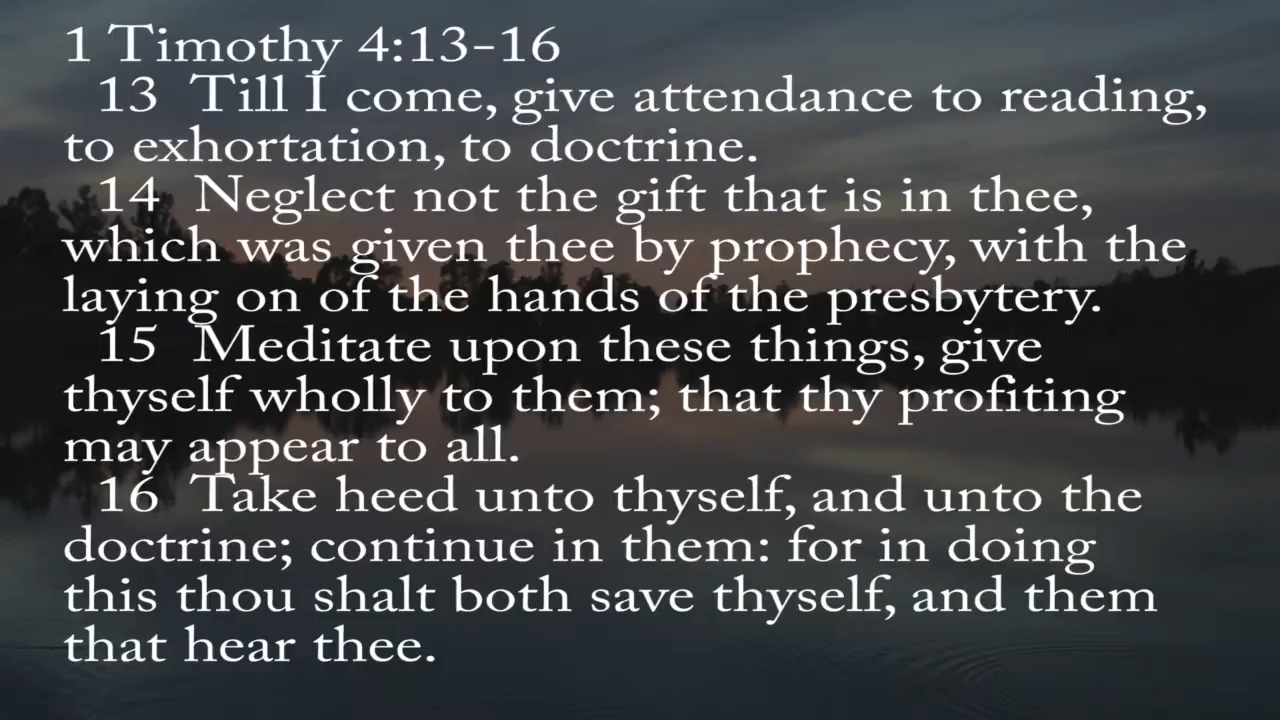 1 Timothy 4:13-16
13 Till I come, give attendance to reading,
to exhortation, to doctrine.
14 Neglect not the gift that is in thee,
which was given thee by prophecy, with the
laying on of the hands of the presbytery.
15 Meditate upon these things, give
thyself wholly to them; that thy profiting
may appear to all.
16 Take heed unto thyself, and unto the
doctrine; continue in them: for in doing
this thou shalt both save thyself, and them
that hear thee.